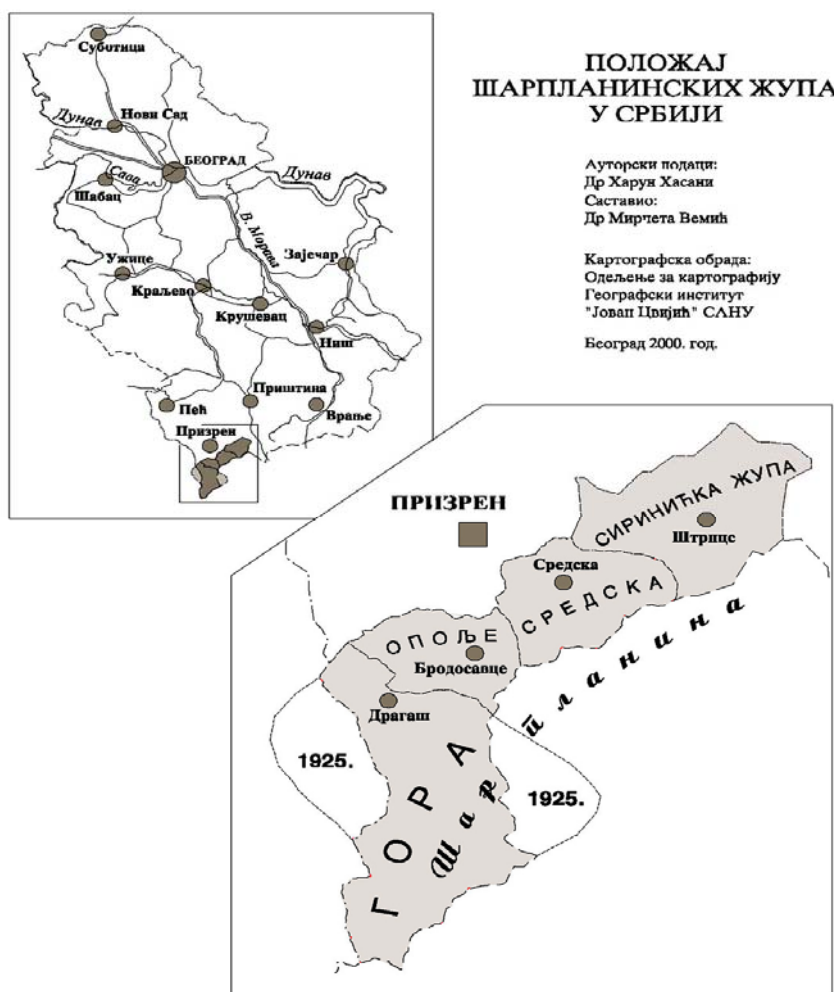 ПОЛОЖАЈ
ШАРПЛАНИНСКИХ ЖУПА
У СРБИЈИ
Ауторски подаци:
Др Харун Хасани
Саставио:
Др Мирчета Вемић
Картографска обрада:
Одељење за картографију
Географски институт
"Јован Цвијић" САНУ
Београд 2000. год.
Суботица
Нови Сад
Дунав
БЕОГРАД
Дунав
Сава
Шабац
В. Морава
Зајечар
Ужице
Краљево
Крушевац
Ниш
Приштина
Пећ
Врање
Призрен
ПРИЗРЕН
СИРИНИЋКА ЖУПА
Штрпце
Средска
СРЕДСКА
ОПОЉЕ
Бродосавце
Драгаш
Шар планина
1925.
1925.
ГОРА